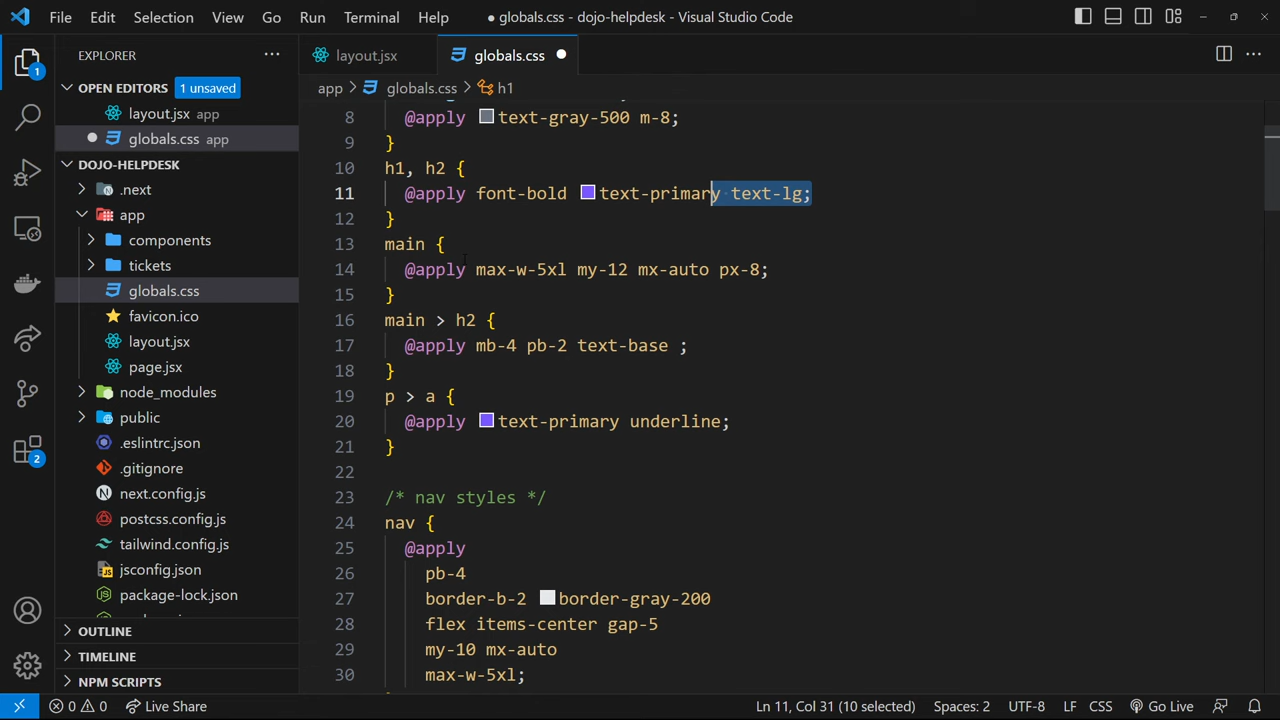 File Edit Selection View Go Run Terminal Help
● globals.css - dojo-helpdesk - Visual Studio Code
EXPLORER
layout.jsx
globals.css
OPEN EDITORS 1 unsaved
layout.jsx app
globals.css app
DOJO-HELPDESK
.next
app
components
tickets
globals.css
favicon.ico
layout.jsx
page.jsx
node_modules
public
.eslintrc.json
.gitignore
next.config.js
postcss.config.js
tailwind.config.js
jsconfig.json
package-lock.json
OUTLINE
TIMELINE
NPM SCRIPTS
1
2
app > globals.css > h1
8 @apply text-gray-500 m-8;
9 }
10 h1, h2 {
11 @apply font-bold text-primary text-lg;
12 }
13 main {
14 @apply max-w-5xl my-12 mx-auto px-8;
15 }
16 main > h2 {
17 @apply mb-4 pb-2 text-base ;
18 }
19 p > a {
20 @apply text-primary underline;
21 }
22
23 /* nav styles */
24 nav {
25 @apply
26 pb-4
27 border-b-2 border-gray-200
28 flex items-center gap-5
29 my-10 mx-auto
30 max-w-5xl;
0 0 Live Share
Ln 11, Col 31 (10 selected) Spaces: 2 UTF-8 LF CSS Go Live